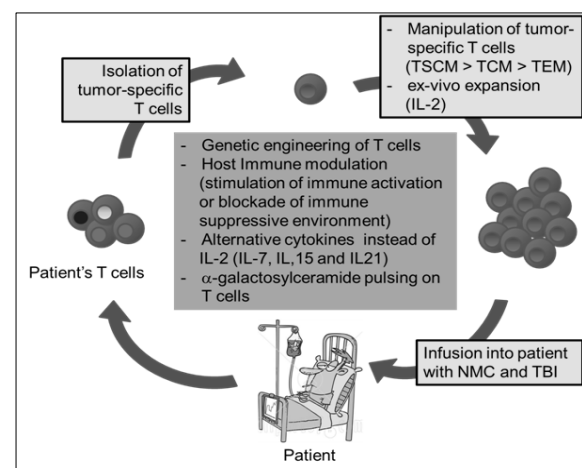 Isolation of
tumor-specific
T cells
- Manipulation of tumor-
specific T cells
(TSCM > TCM > TEM)
- ex-vivo expansion
(IL-2)
- Genetic engineering of T cells
- Host Immune modulation
(stimulation of immune activation
or blockade of immune
suppressive environment)
- Alternative cytokines instead of
IL-2 (IL-7, IL,15 and IL21)
- α-galactosylceramide pulsing on
T cells
Patient's T cells
Infusion into patient
with NMC and TBI
Patient